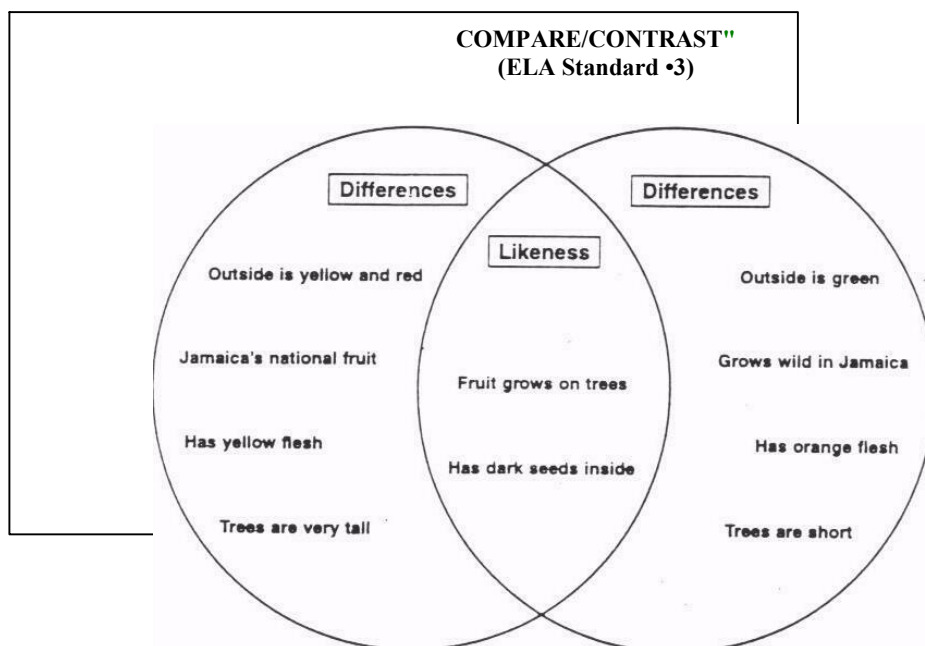 COMPARE/CONTRAST"
(ELA Standard •3)
Differences
Outside is yellow and red
Jamaica's national fruit
Has yellow flesh
Trees are very tall
Likeness
Fruit grows on trees
Has dark seeds inside
Differences
Outside is green
Grows wild in Jamaica
Has orange flesh
Trees are short